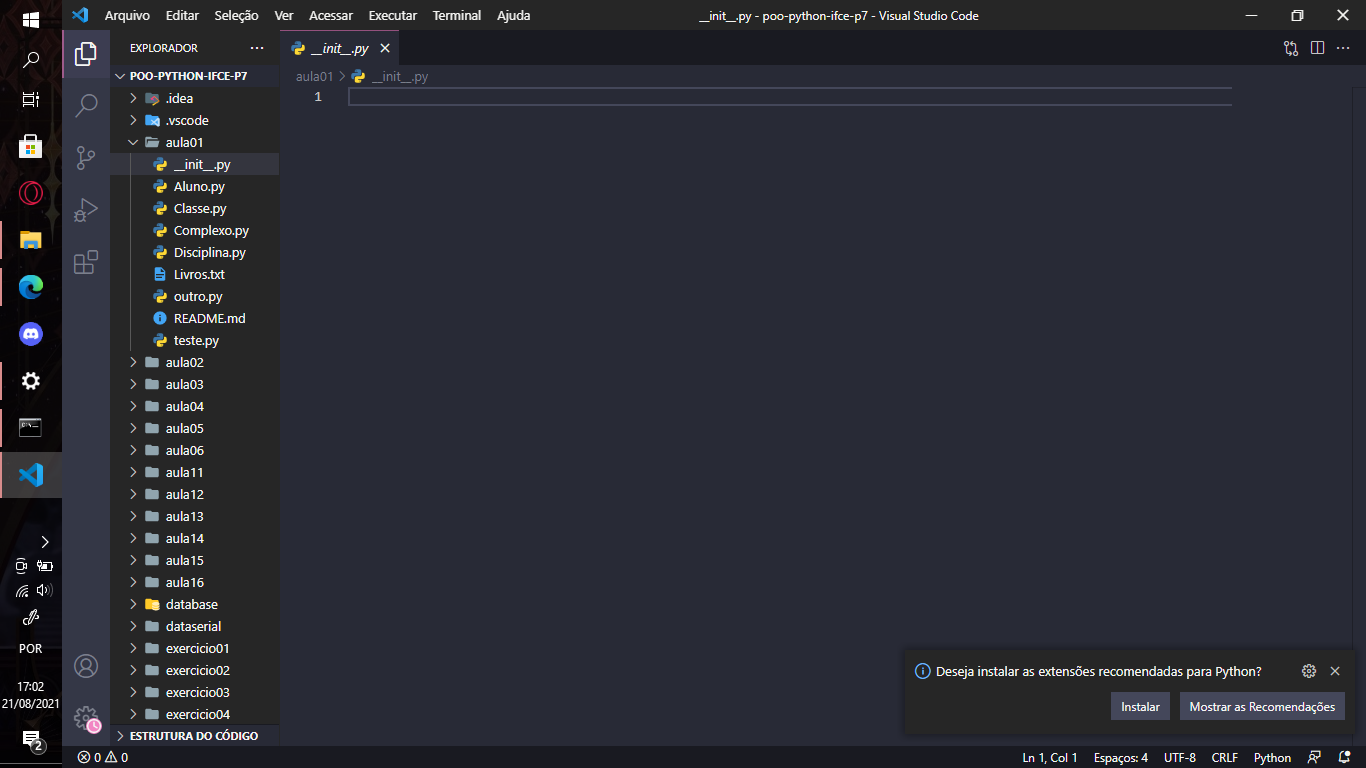 Arquivo Editar Seleção Ver Acessar Executar Terminal Ajuda
__init__.py - poo-python-ifce-p7 - Visual Studio Code
EXPLORADOR
POO-PYTHON-IFCE-P7
.idea
.vscode
aula01
__init__.py
Aluno.py
Classe.py
Complexo.py
Disciplina.py
Livros.txt
outro.py
README.md
teste.py
aula02
aula03
aula04
aula05
aula06
aula11
aula12
aula13
aula14
aula15
aula16
database
dataserial
exercicio01
exercicio02
exercicio03
exercicio04
ESTRUTURA DO CÓDIGO
__init__.py
aula01 > __init__.py
1
Deseja instalar as extensões recomendadas para Python?
Instalar
Mostrar as Recomendações
POR
17:02
21/08/2021
2
0 0
Ln 1, Col 1 Espaços: 4 UTF-8 CRLF Python